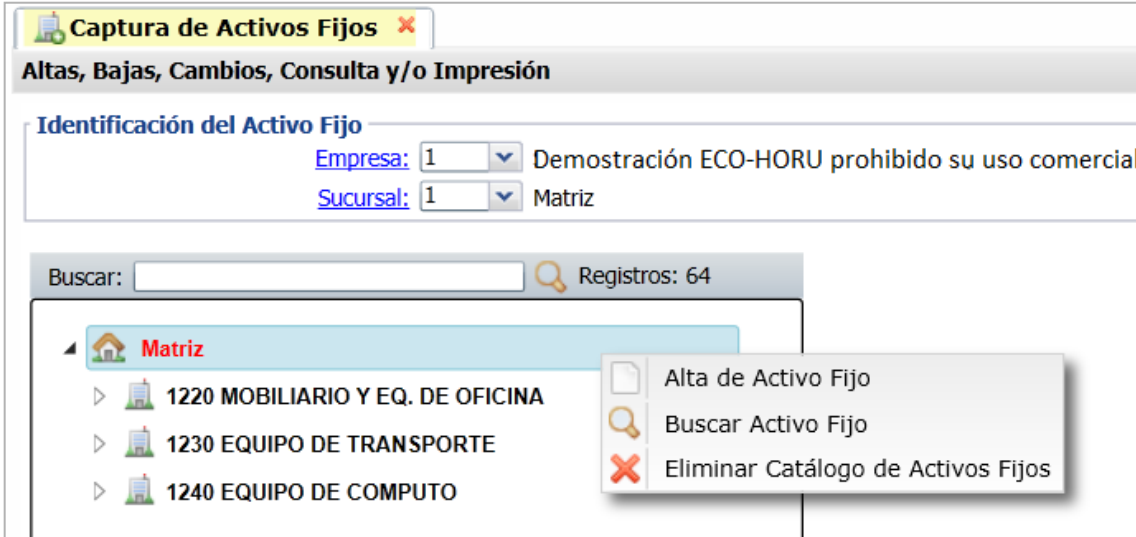 Captura de Activos Fijos
Altas, Bajas, Cambios, Consulta y/o Impresión
Identificación del Activo Fijo
Empresa: 1 Demostración ECO-HORU prohibido su uso comercial
Sucursal: 1 Matriz
Buscar: Registros: 64
Matriz
1220 MOBILIARIO Y EQ. DE OFICINA
1230 EQUIPO DE TRANSPORTE
1240 EQUIPO DE COMPUTO
Alta de Activo Fijo
Buscar Activo Fijo
Eliminar Catálogo de Activos Fijos